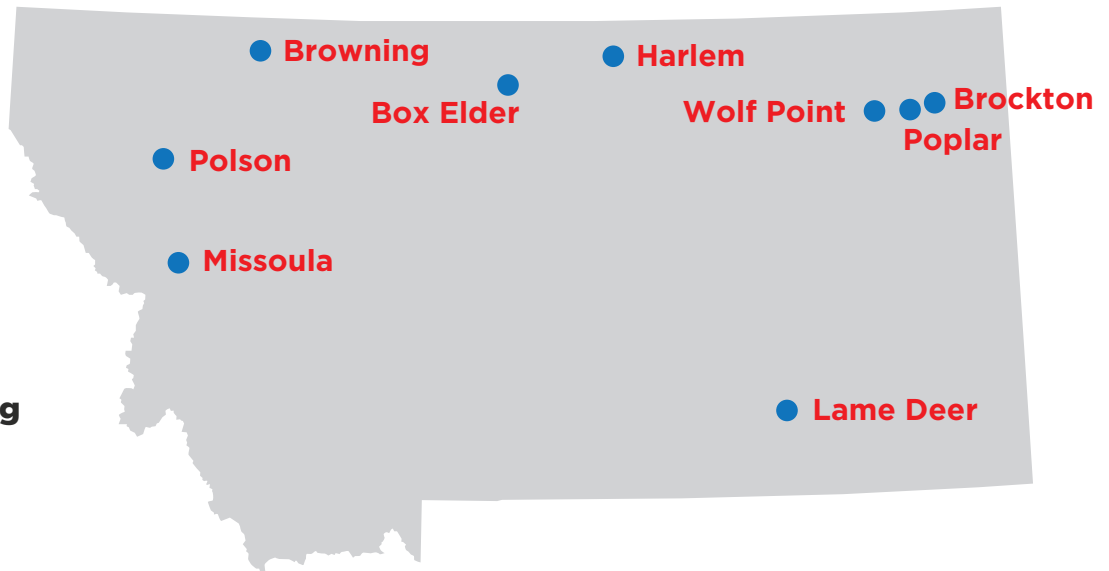 Browning
Harlem
Box Elder
Wolf Point
Brockton
Poplar
Polson
Missoula
g
Lame Deer